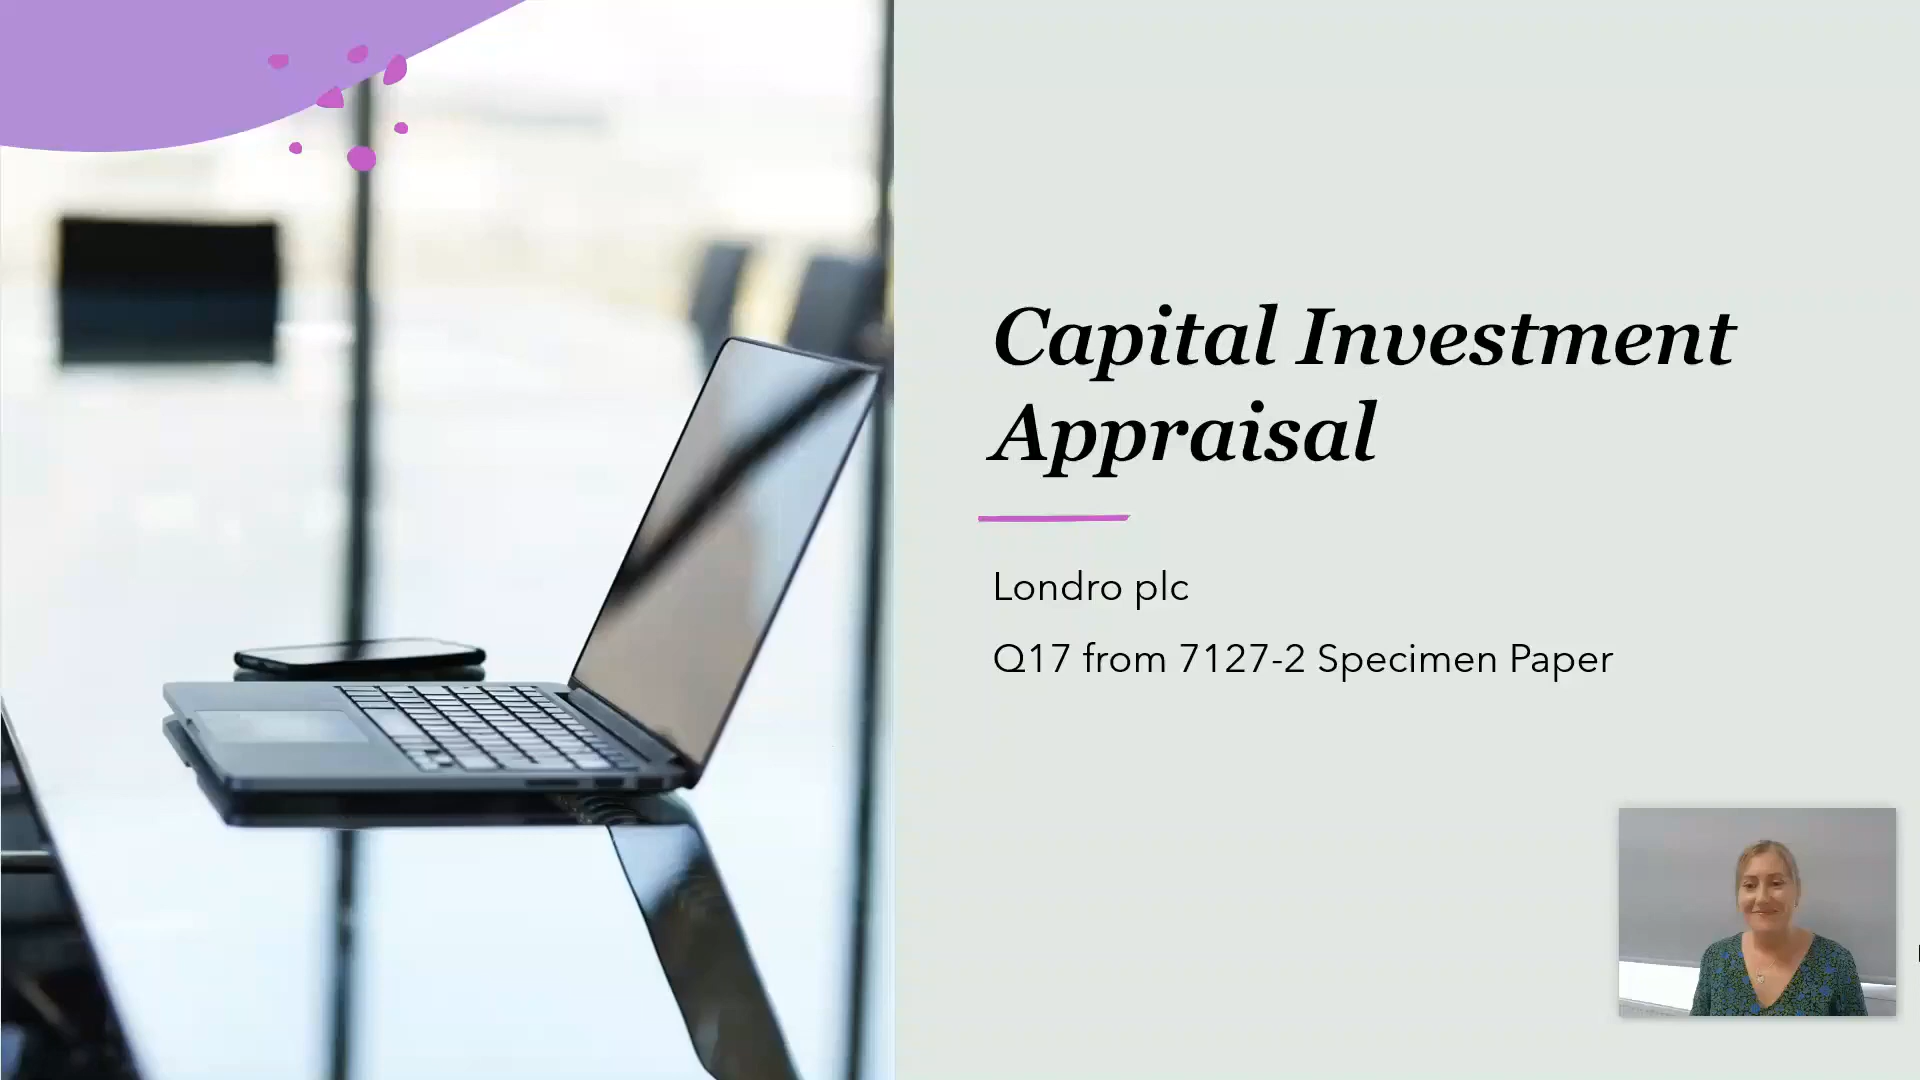 Capital Investment
Appraisal
Londro plc
Q17 from 7127-2 Specimen Paper